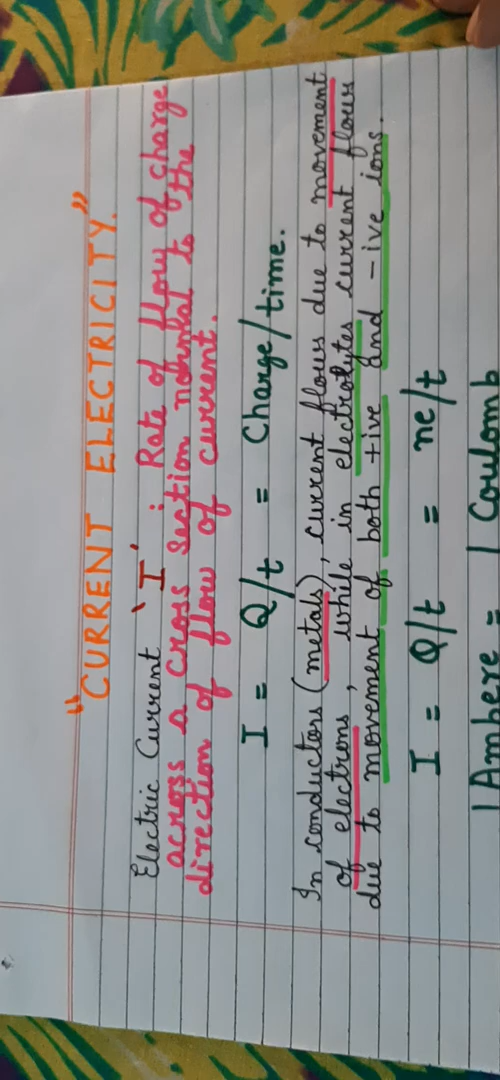 "CURRENT ELECTRICITY."
Electric Current 'I': Rate of flow of charge
across a cross section normal to the
direction of flow of current.
I = Q/t = Charge/time.
In conductors (metals), current flows due to movement
of electrons, while in electrolytes current flows
due to movement of both +ive and -ive ions.
I = Q/t = ne/t
1 Ampere = 1 Coulomb